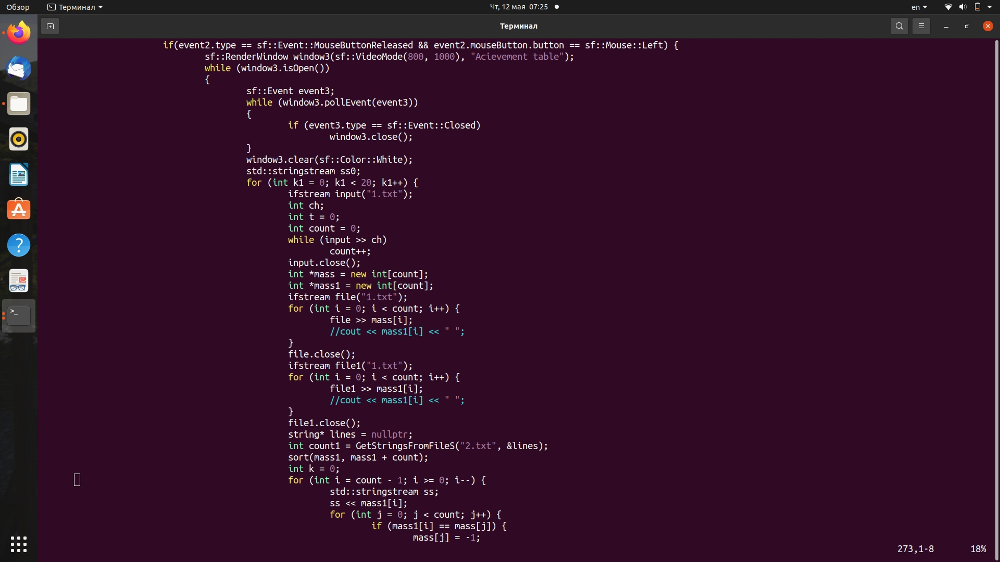 Обзор Терминал Чт, 12 мая 07:25 en
Терминал
if(event2.type == sf::Event::MouseButtonReleased && event2.mouseButton.button == sf::Mouse::Left) {
sf::RenderWindow window3(sf::VideoMode(800, 1000), "Acievement table");
while (window3.isOpen())
{
sf::Event event3;
while (window3.pollEvent(event3))
{
if (event3.type == sf::Event::Closed)
window3.close();
}
window3.clear(sf::Color::White);
std::stringstream ss0;
for (int k1 = 0; k1 < 20; k1++) {
ifstream input("1.txt");
int ch;
int t = 0;
int count = 0;
while (input >> ch)
count++;
input.close();
int *mass = new int[count];
int *mass1 = new int[count];
ifstream file("1.txt");
for (int i = 0; i < count; i++) {
file >> mass[i];
//cout << mass1[i] << " ";
}
file.close();
ifstream file1("1.txt");
for (int i = 0; i < count; i++) {
file1 >> mass1[i];
//cout << mass1[i] << " ";
}
file1.close();
string* lines = nullptr;
int count1 = GetStringsFromFileS("2.txt", &lines);
sort(mass1, mass1 + count);
int k = 0;
for (int i = count - 1; i >= 0; i--) {
std::stringstream ss;
ss << mass1[i];
for (int j = 0; j < count; j++) {
if (mass1[i] == mass[j]) {
mass[j] = -1;
273,1-8 18%